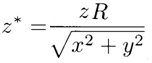 z* = zR / √(x² + y²)